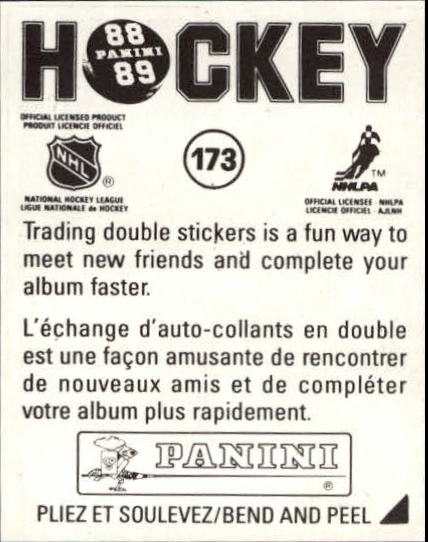 HOCKEY
88
PANINI
89
OFFICIAL LICENSED PRODUCT
PRODUIT LICENCIE OFFICIEL
NHL
®
NATIONAL HOCKEY LEAGUE
LIGUE NATIONALE de HOCKEY
173
TM
NHLPA
OFFICIAL LICENSEE - NHLPA
LICENCIE OFFICIEL - AJLNH
Trading double stickers is a fun way to
meet new friends and complete your
album faster.
L'échange d'auto-collants en double
est une façon amusante de rencontrer
de nouveaux amis et de compléter
votre album plus rapidement.
PANINI
®
PLIEZ ET SOULEVEZ/BEND AND PEEL